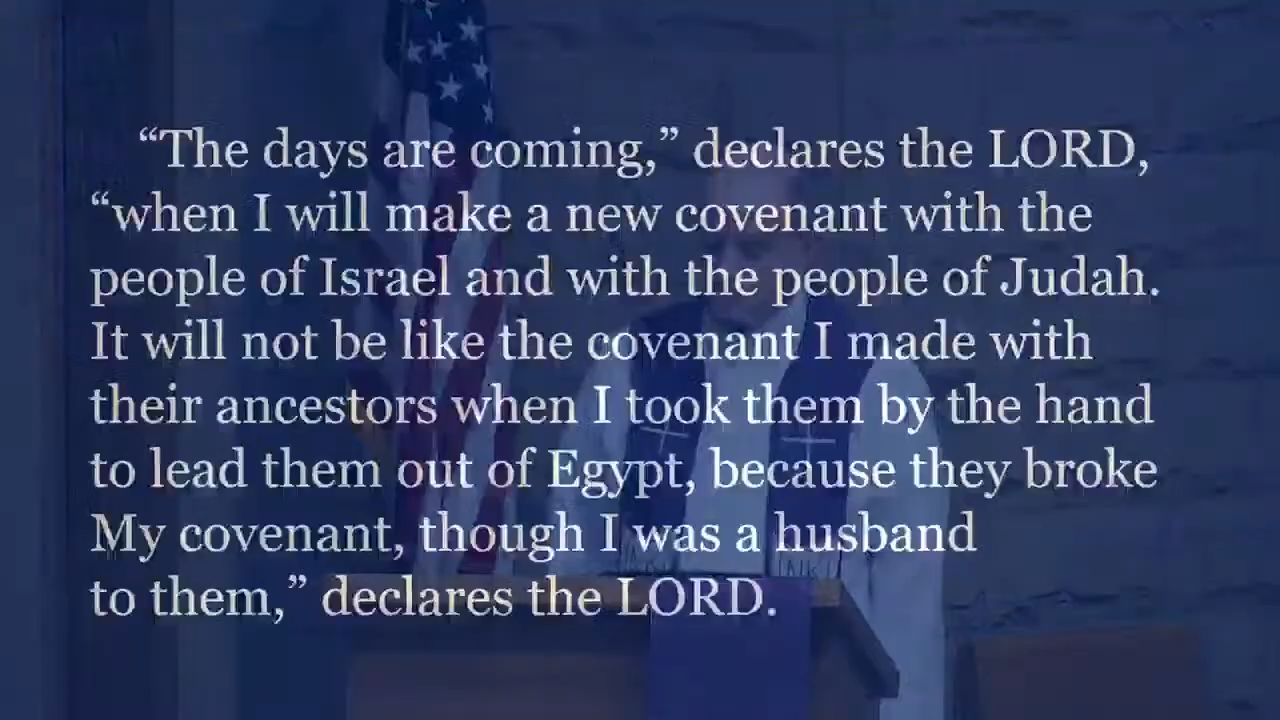 “The days are coming,” declares the LORD,
“when I will make a new covenant with the
people of Israel and with the people of Judah.
It will not be like the covenant I made with
their ancestors when I took them by the hand
to lead them out of Egypt, because they broke
My covenant, though I was a husband
to them,” declares the LORD.